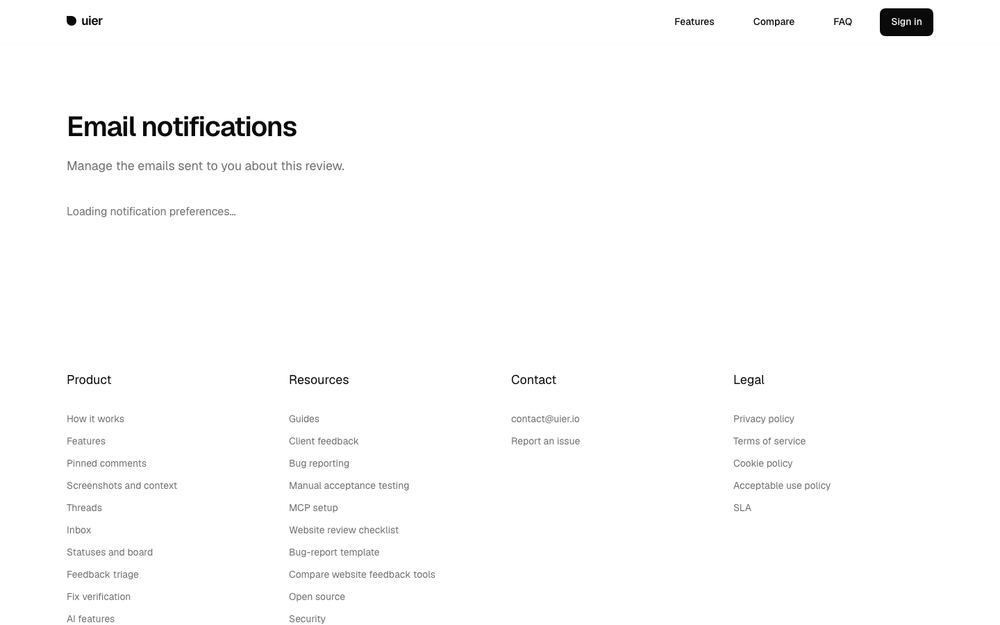 uier
Features
Compare
FAQ
Sign in
Email notifications
Manage the emails sent to you about this review.
Loading notification preferences…
Product
How it works
Features
Pinned comments
Screenshots and context
Threads
Inbox
Statuses and board
Feedback triage
Fix verification
AI features
Resources
Guides
Client feedback
Bug reporting
Manual acceptance testing
MCP setup
Website review checklist
Bug-report template
Compare website feedback tools
Open source
Security
Contact
contact@uier.io
Report an issue
Legal
Privacy policy
Terms of service
Cookie policy
Acceptable use policy
SLA